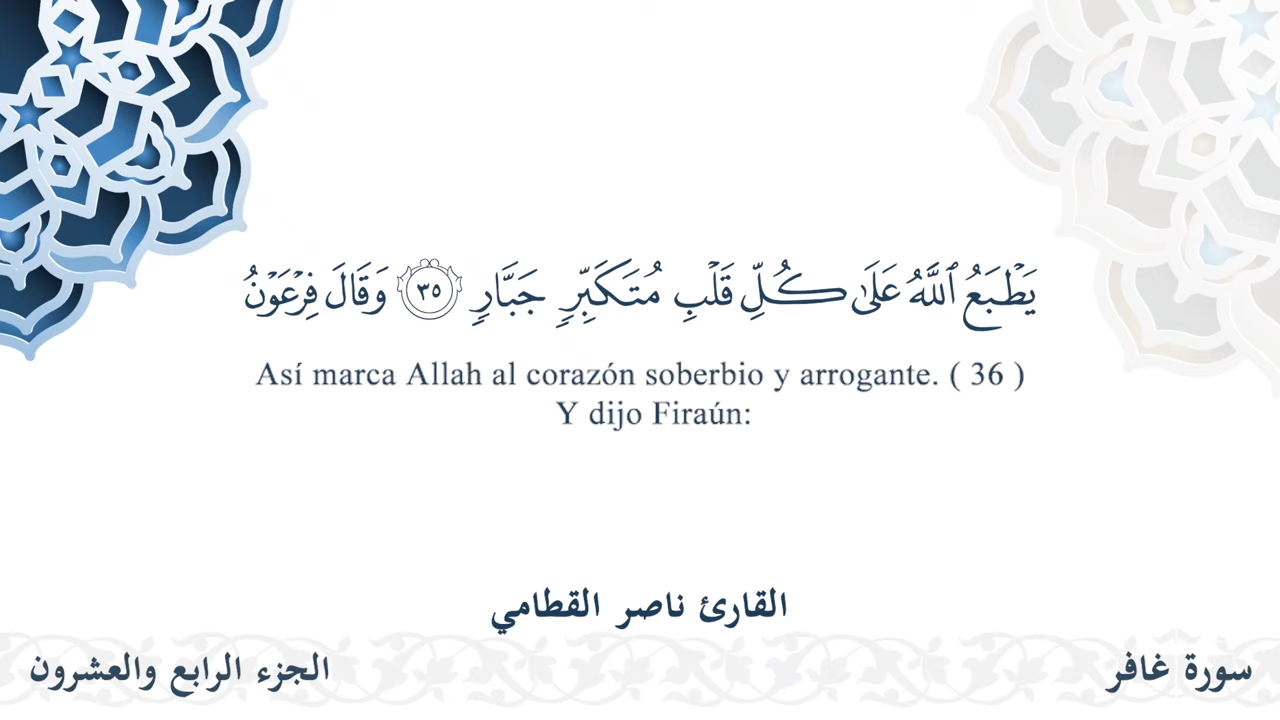 يَطْبَعُ ٱللَّهُ عَلَىٰ كُلِّ قَلْبِ مُتَكَبِّرٖ جَبَّارٖ ٣٥ وَقَالَ فِرْعَوْنُ
Así marca Allah al corazón soberbio y arrogante. ( 36 )
Y dijo Firaún:
القارئ ناصر القطامي
سورة غافر
الجزء الرابع والعشرون